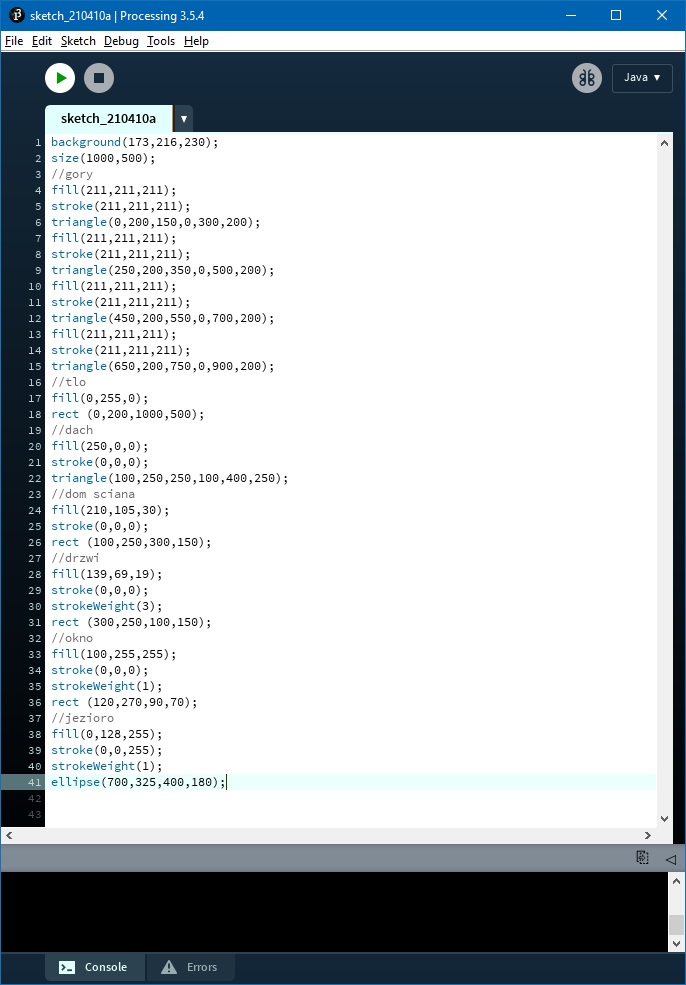 sketch_210410a | Processing 3.5.4
File Edit Sketch Debug Tools Help
Java ▾
sketch_210410a ▾
1 background(173,216,230);
2 size(1000,500);
3 //gory
4 fill(211,211,211);
5 stroke(211,211,211);
6 triangle(0,200,150,0,300,200);
7 fill(211,211,211);
8 stroke(211,211,211);
9 triangle(250,200,350,0,500,200);
10 fill(211,211,211);
11 stroke(211,211,211);
12 triangle(450,200,550,0,700,200);
13 fill(211,211,211);
14 stroke(211,211,211);
15 triangle(650,200,750,0,900,200);
16 //tlo
17 fill(0,255,0);
18 rect (0,200,1000,500);
19 //dach
20 fill(250,0,0);
21 stroke(0,0,0);
22 triangle(100,250,250,100,400,250);
23 //dom sciana
24 fill(210,105,30);
25 stroke(0,0,0);
26 rect (100,250,300,150);
27 //drzwi
28 fill(139,69,19);
29 stroke(0,0,0);
30 strokeWeight(3);
31 rect (300,250,100,150);
32 //okno
33 fill(100,255,255);
34 stroke(0,0,0);
35 strokeWeight(1);
36 rect (120,270,90,70);
37 //jezioro
38 fill(0,128,255);
39 stroke(0,0,255);
40 strokeWeight(1);
41 ellipse(700,325,400,180);
42
43
Console Errors